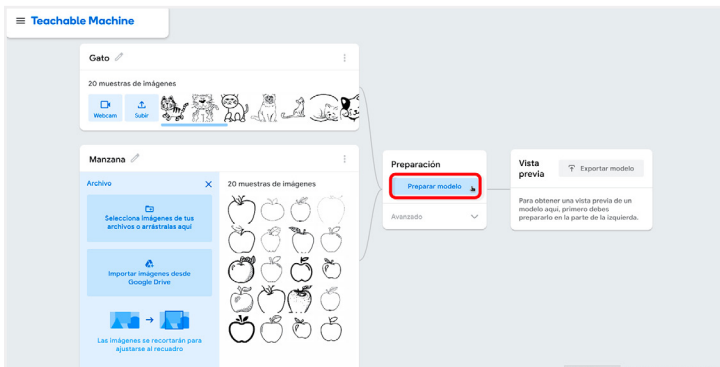 Teachable Machine
Gato
20 muestras de imágenes
Webcam
Subir
Manzana
Archivo
20 muestras de imágenes
Selecciona imágenes de tus
archivos o arrástralas aquí
Importar imágenes desde
Google Drive
Las imágenes se recortarán para
ajustarse al recuadro
Preparación
Preparar modelo
Avanzado
Vista
previa
Exportar modelo
Para obtener una vista previa de un
modelo aquí, primero debes
prepararlo en la parte de la izquierda.